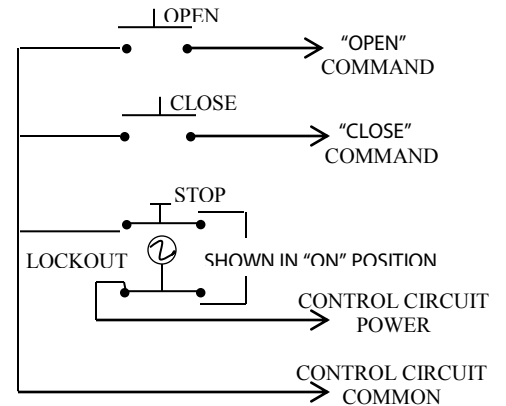 OPEN
"OPEN"
COMMAND
CLOSE
"CLOSE"
COMMAND
STOP
LOCKOUT
SHOWN IN "ON" POSITION
CONTROL CIRCUIT
POWER
CONTROL CIRCUIT
COMMON